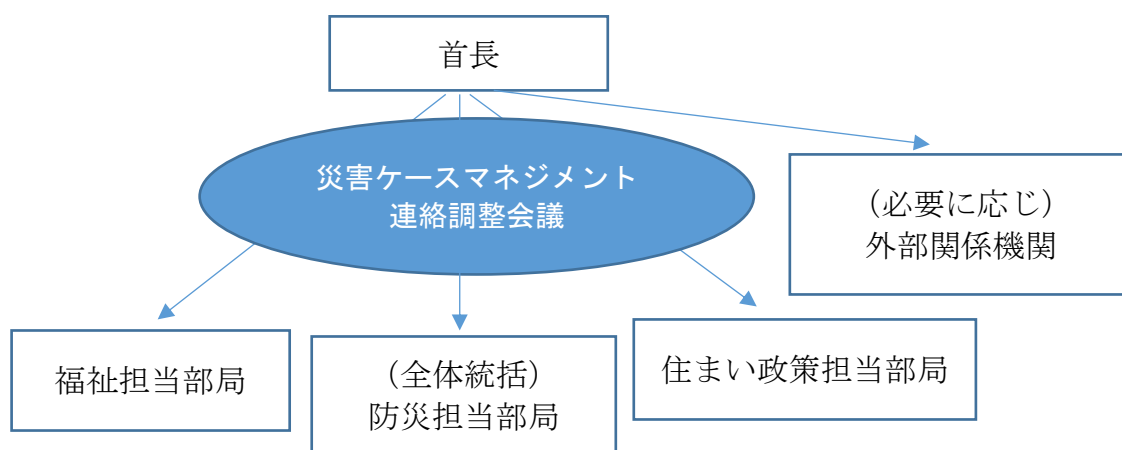 首長
災害ケースマネジメント
連絡調整会議
（必要に応じ）
外部関係機関
福祉担当部局
（全体統括）
防災担当部局
住まい政策担当部局